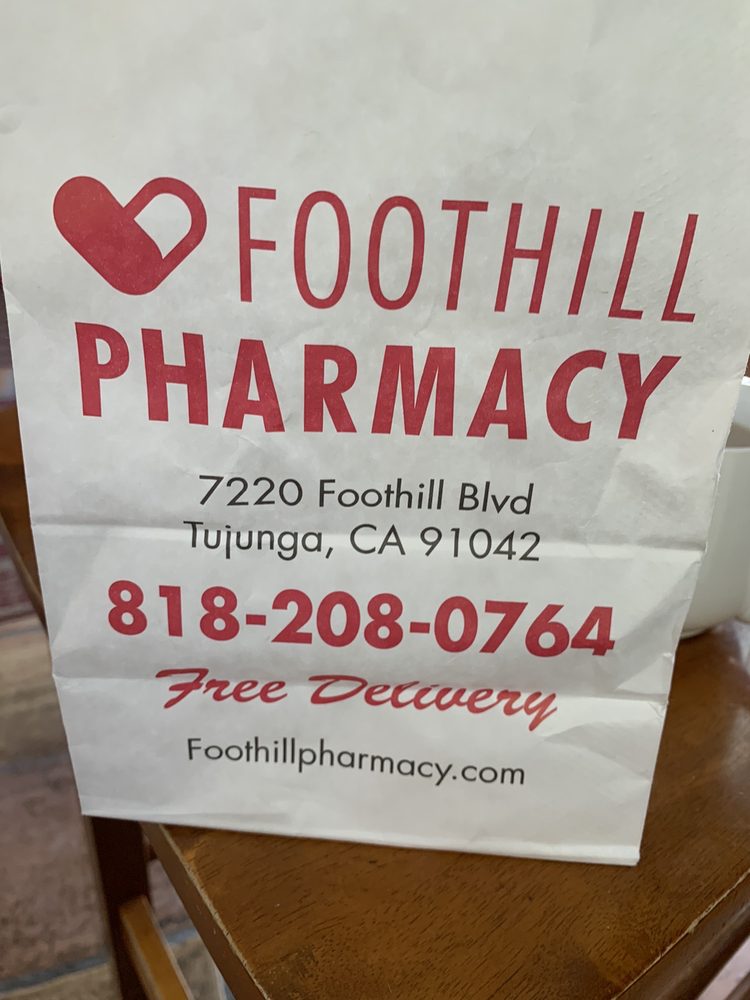 FOOTHILL
PHARMACY
7220 Foothill Blvd
Tujunga, CA 91042
818-208-0764
Free Delivery
Foothillpharmacy.com